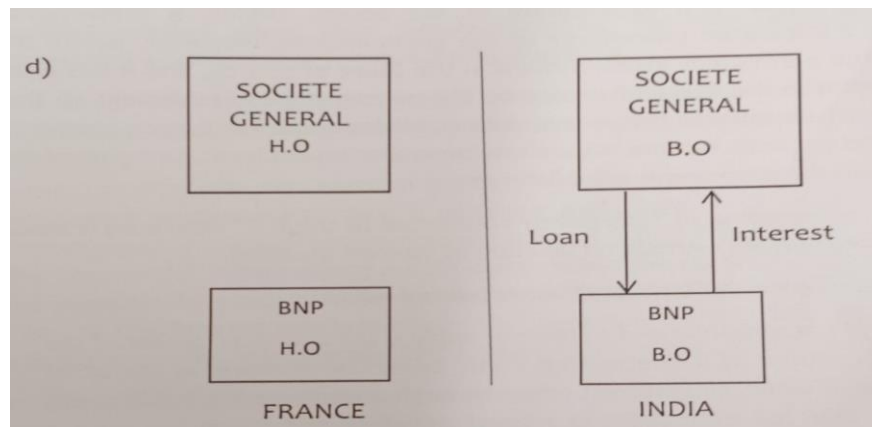 d)
SOCIETE
GENERAL
H.O
SOCIETE
GENERAL
B.O
Loan
Interest
BNP
H.O
BNP
B.O
FRANCE
INDIA